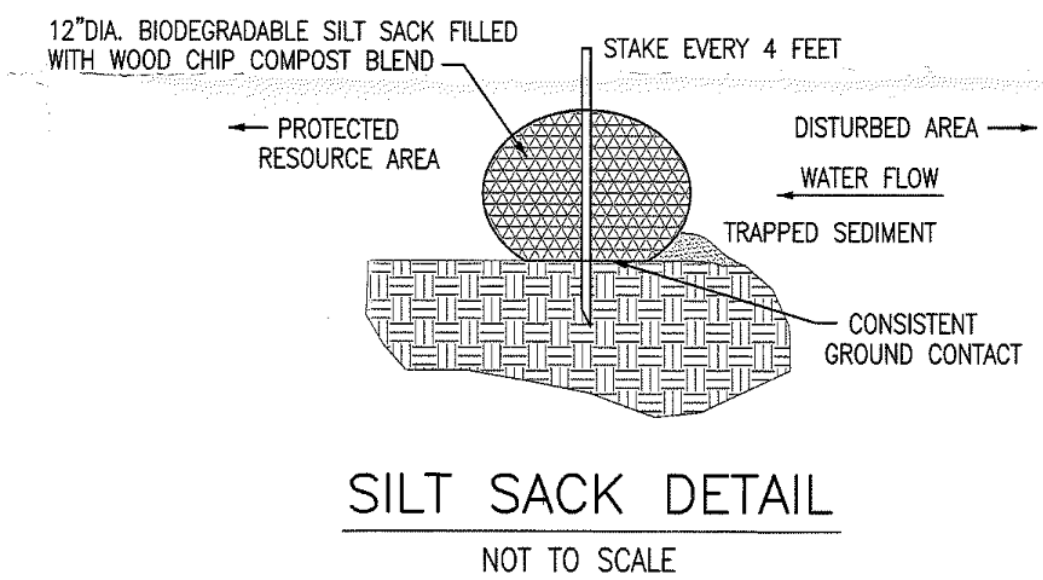 12"DIA. BIODEGRADABLE SILT SACK FILLED
WITH WOOD CHIP COMPOST BLEND
STAKE EVERY 4 FEET
PROTECTED
RESOURCE AREA
DISTURBED AREA
WATER FLOW
TRAPPED SEDIMENT
CONSISTENT
GROUND CONTACT
SILT SACK DETAIL
NOT TO SCALE